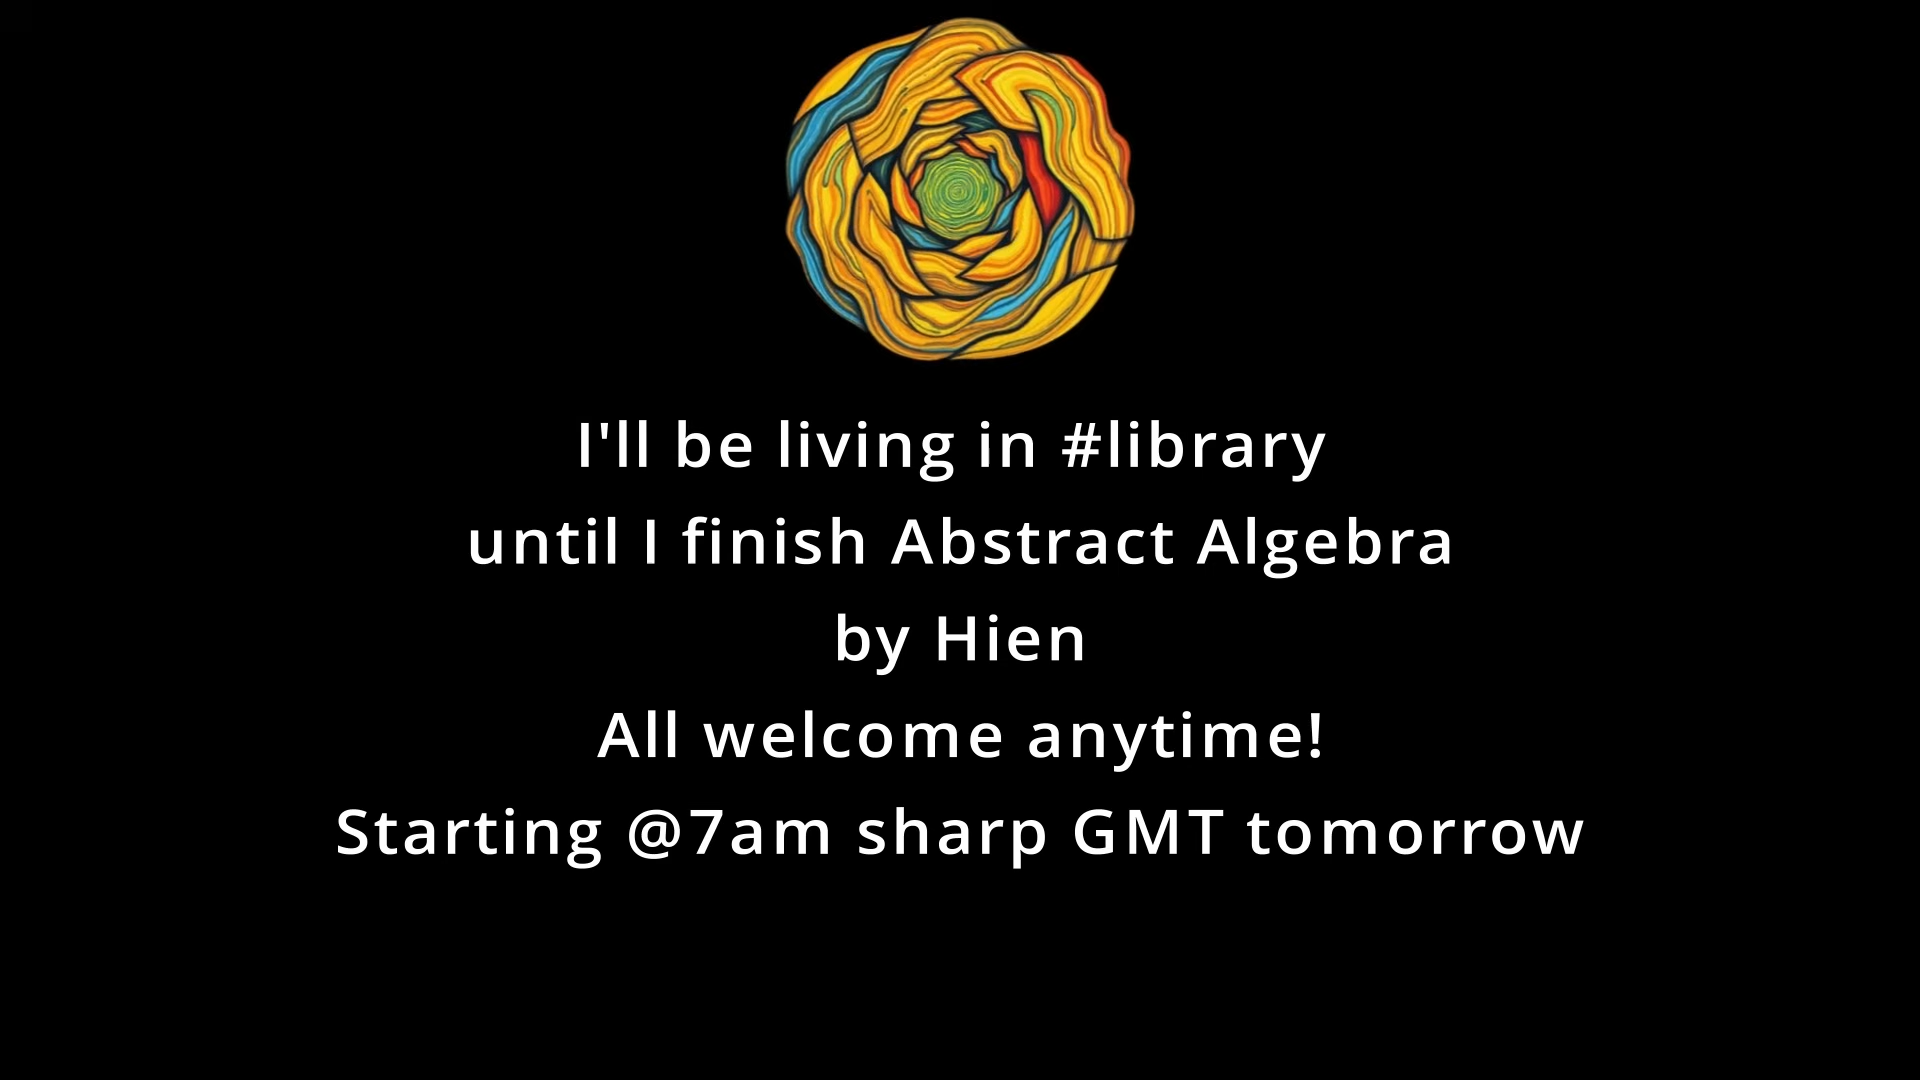 I'll be living in #library
until I finish Abstract Algebra
by Hien
All welcome anytime!
Starting @7am sharp GMT tomorrow